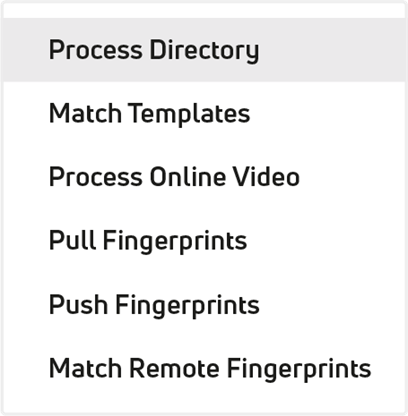 Process Directory
Match Templates
Process Online Video
Pull Fingerprints
Push Fingerprints
Match Remote Fingerprints